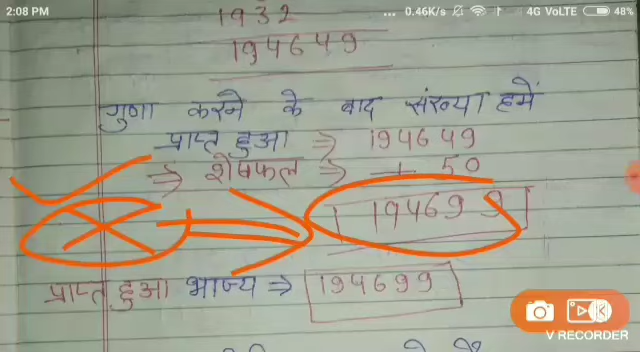 2:08 PM ... 0.46K/s 4G VoLTE 48%
1932
194649
गुणा करने के बाद संख्या हमें
प्राप्त हुआ ⇒ 194649
⇒ शेषफल ⇒ + 50
194699
प्राप्त हुआ भाज्य ⇒ 194699
V RECORDER